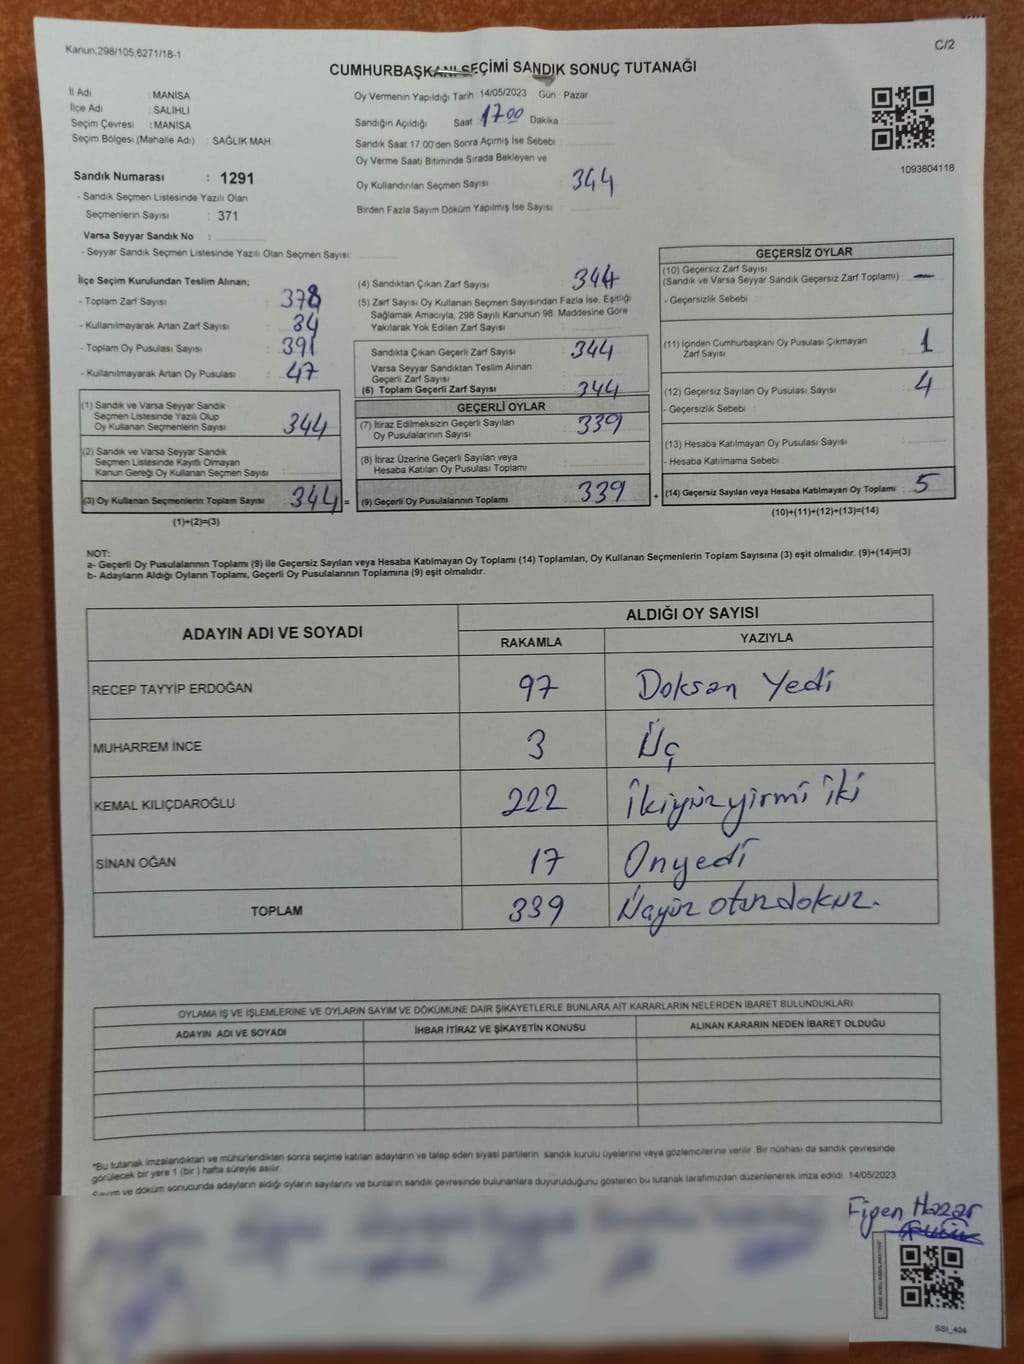 Kanun;298/105,6271/18-1
C/2
CUMHURBAŞKANI SEÇİMİ SANDIK SONUÇ TUTANAĞI
İl Adı MANİSA
İlçe Adı : SALİHLİ
Seçim Çevresi : MANİSA
Seçim Bölgesi (Mahalle Adı) : SAĞLIK MAH.
Sandık Numarası : 1291
- Sandık Seçmen Listesinde Yazılı Olan
Seçmenlerin Sayısı : 371
Varsa Seyyar Sandık No :
- Seyyar Sandık Seçmen Listesinde Yazılı Olan Seçmen Sayısı:
Oy Vermenin Yapıldığı Tarih : 14/05/2023 Gün : Pazar
Sandığın Açıldığı Saat 17 00 Dakika
Sandık Saat 17.00'den Sonra Açımış İse Sebebi :
Oy Verme Saati Bitiminde Sırada Bekleyen ve
Oy Kullandırılan Seçmen Sayısı : 344
Birden Fazla Sayım Döküm Yapılmış İse Sayısı :
1093804118
İlçe Seçim Kurulundan Teslim Alınan;
- Toplam Zarf Sayısı : 378
- Kullanılmayarak Artan Zarf Sayısı : 34
- Toplam Oy Pusulası Sayısı : 391
- Kullanılmayarak Artan Oy Pusulası : 47
(1) Sandık ve Varsa Seyyar Sandık
Seçmen Listesinde Yazılı Olup
Oy Kullanan Seçmenlerin Sayısı : 344
(2) Sandık ve Varsa Seyyar Sandık
Seçmen Listesinde Kayıtlı Olmayan
Kanun Gereği Oy Kullanan Seçmen Sayısı :
(3) Oy Kullanan Seçmenlerin Toplam Sayısı : 344 =
(1)+(2)=(3)
(4) Sandıktan Çıkan Zarf Sayısı : 344
(5) Zarf Sayısı Oy Kullanan Seçmen Sayısından Fazla İse, Eşitliği
Sağlamak Amacıyla; 298 Sayılı Kanunun 98. Maddesine Göre
Yakılarak Yok Edilen Zarf Sayısı :
Sandıkta Çıkan Geçerli Zarf Sayısı : 344
Varsa Seyyar Sandıktan Teslim Alınan
Geçerli Zarf Sayısı :
(6) Toplam Geçerli Zarf Sayısı : 344
GEÇERLİ OYLAR
(7) İtiraz Edilmeksizin Geçerli Sayılan
Oy Pusulalarının Sayısı : 339
(8) İtiraz Üzerine Geçerli Sayılan veya
Hesaba Katılan Oy Pusulası Toplamı :
(9) Geçerli Oy Pusulalarının Toplamı : 339 +
GEÇERSİZ OYLAR
(10) Geçersiz Zarf Sayısı
(Sandık ve Varsa Seyyar Sandık Geçersiz Zarf Toplamı) : —
- Geçersizlik Sebebi :
(11) İçinden Cumhurbaşkanı Oy Pusulası Çıkmayan
Zarf Sayısı : 1
(12) Geçersiz Sayılan Oy Pusulası Sayısı : 4
- Geçersizlik Sebebi :
(13) Hesaba Katılmayan Oy Pusulası Sayısı :
- Hesaba Katılmama Sebebi :
(14) Geçersiz Sayılan veya Hesaba Katılmayan Oy Toplamı : 5
(10)+(11)+(12)+(13)=(14)
NOT:
a- Geçerli Oy Pusulalarının Toplamı (9) ile Geçersiz Sayılan veya Hesaba Katılmayan Oy Toplamı (14) Toplamları, Oy Kullanan Seçmenlerin Toplam Sayısına (3) eşit olmalıdır. (9)+(14)=(3)
b- Adayların Aldığı Oyların Toplamı, Geçerli Oy Pusulalarının Toplamına (9) eşit olmalıdır.
ADAYIN ADI VE SOYADI
ALDIĞI OY SAYISI
RAKAMLA YAZIYLA
RECEP TAYYİP ERDOĞAN 97 Doksan Yedi
MUHARREM İNCE 3 Üç
KEMAL KILIÇDAROĞLU 222 İkiyüzyirmi iki
SİNAN OĞAN 17 Onyedi
TOPLAM 339 Üçyüz otuzdokuz.
OYLAMA İŞ VE İŞLEMLERİNE VE OYLARIN SAYIM VE DÖKÜMÜNE DAİR ŞİKAYETLERLE BUNLARA AİT KARARLARIN NELERDEN İBARET BULUNDUKLARI
ADAYIN ADI VE SOYADI İHBAR İTİRAZ VE ŞİKAYETİN KONUSU ALINAN KARARIN NEDEN İBARET OLDUĞU
*Bu tutanak imzalandıktan ve mühürlendikten sonra seçime katılan adayların ve talep eden siyasi partilerin sandık kurulu üyelerine veya gözlemcilerine verilir. Bir nüshası da sandık çevresinde
görülecek bir yere 1 (bir ) hafta süreyle asılır.
Sayım ve döküm sonucunda adayların aldığı oyların sayılarını ve bunların sandık çevresinde bulunanlara duyurulduğunu gösteren bu tutanak tarafımızdan düzenlenerek imza edildi. 14/05/2023
Figen Hazar
SSI_404